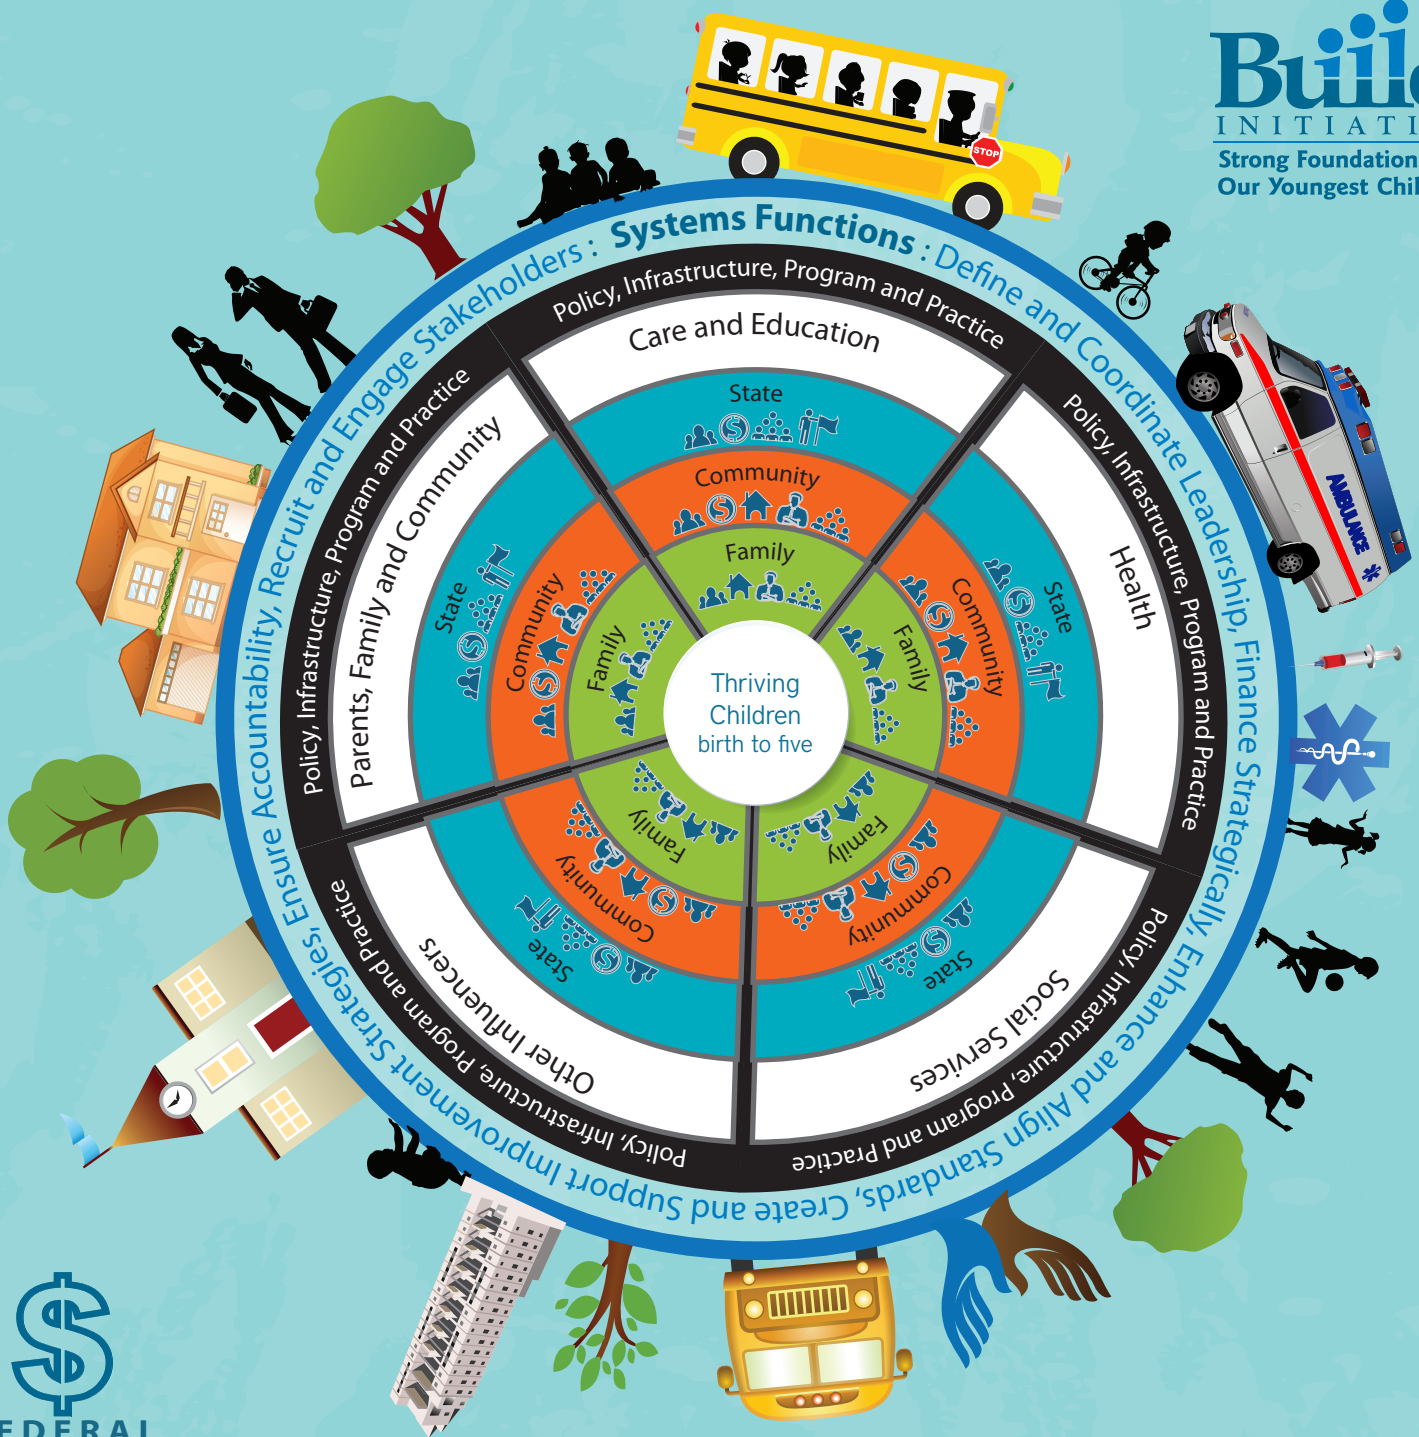 Buil
INITIATI
Strong Foundation
Our Youngest Chil
STOP
AMBULANCE
Systems Functions : Define and Coordinate Leadership, Finance Strategically, Enhance and Align Standards, Create and Support Improvement Strategies, Ensure Accountability, Recruit and Engage Stakeholders :
Policy, Infrastructure, Program and Practice
Care and Education
State
Community
Family
Policy, Infrastructure, Program and Practice
Health
State
Community
Family
Policy, Infrastructure, Program and Practice
Social Services
State
Community
Family
Policy, Infrastructure, Program and Practice
Other Influencers
State
Community
Family
Policy, Infrastructure, Program and Practice
Parents, Family and Community
State
Community
Family
Thriving
Children
birth to five
$
EDERAL